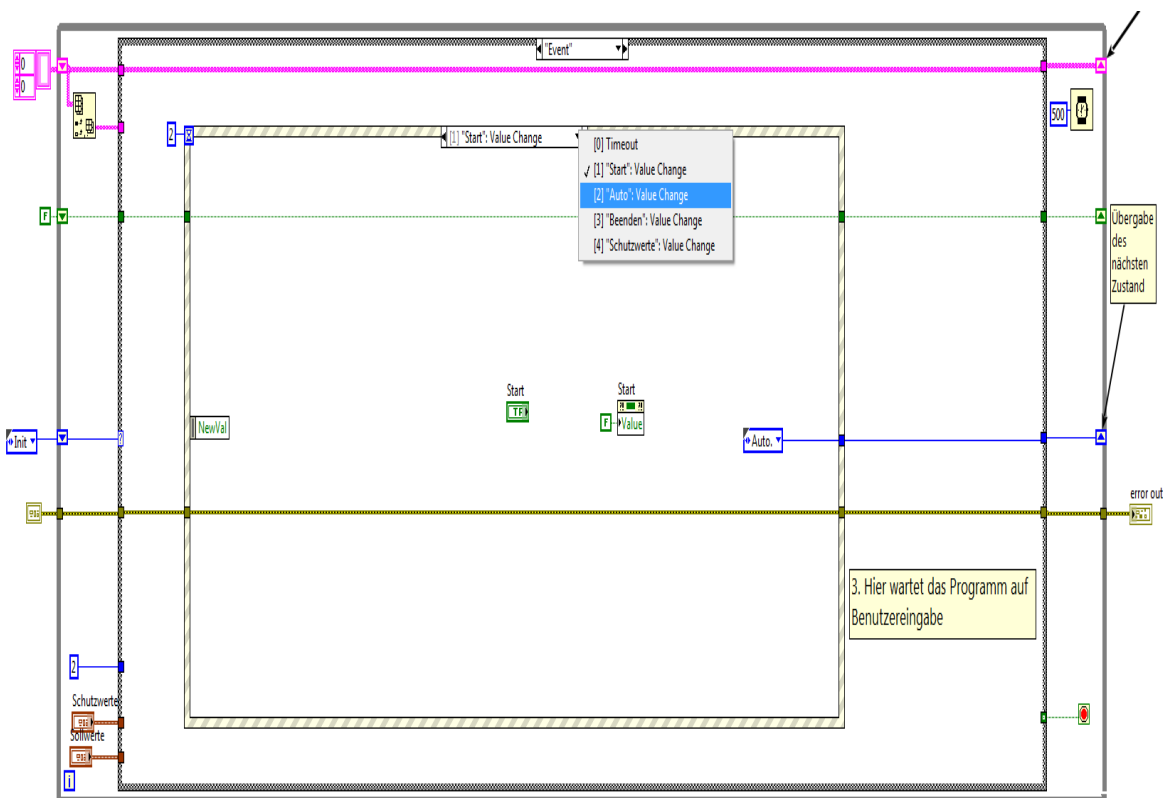 "Event"
0
0
500
2
[1] "Start": Value Change
[0] Timeout
✓ [1] "Start": Value Change
[2] "Auto": Value Change
[3] "Beenden": Value Change
[4] "Schutzwerte": Value Change
F
Übergabe
des
nächsten
Zustand
Start
TF
Start
F
Value
NewVal
Init
?
Auto.
error out
3. Hier wartet das Programm auf
Benutzereingabe
2
Schutzwerte
Sollwerte
i